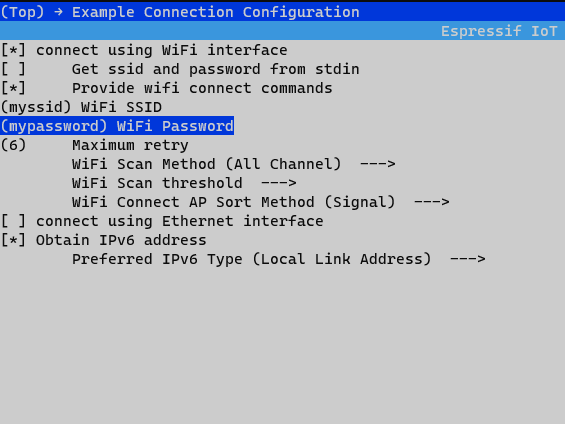 (Top) → Example Connection Configuration
Espressif IoT
[*] connect using WiFi interface
[ ]     Get ssid and password from stdin
[*]     Provide wifi connect commands
(myssid) WiFi SSID
(mypassword) WiFi Password
(6)     Maximum retry
        WiFi Scan Method (All Channel)  --->
        WiFi Scan threshold  --->
        WiFi Connect AP Sort Method (Signal)  --->
[ ] connect using Ethernet interface
[*] Obtain IPv6 address
        Preferred IPv6 Type (Local Link Address)  --->